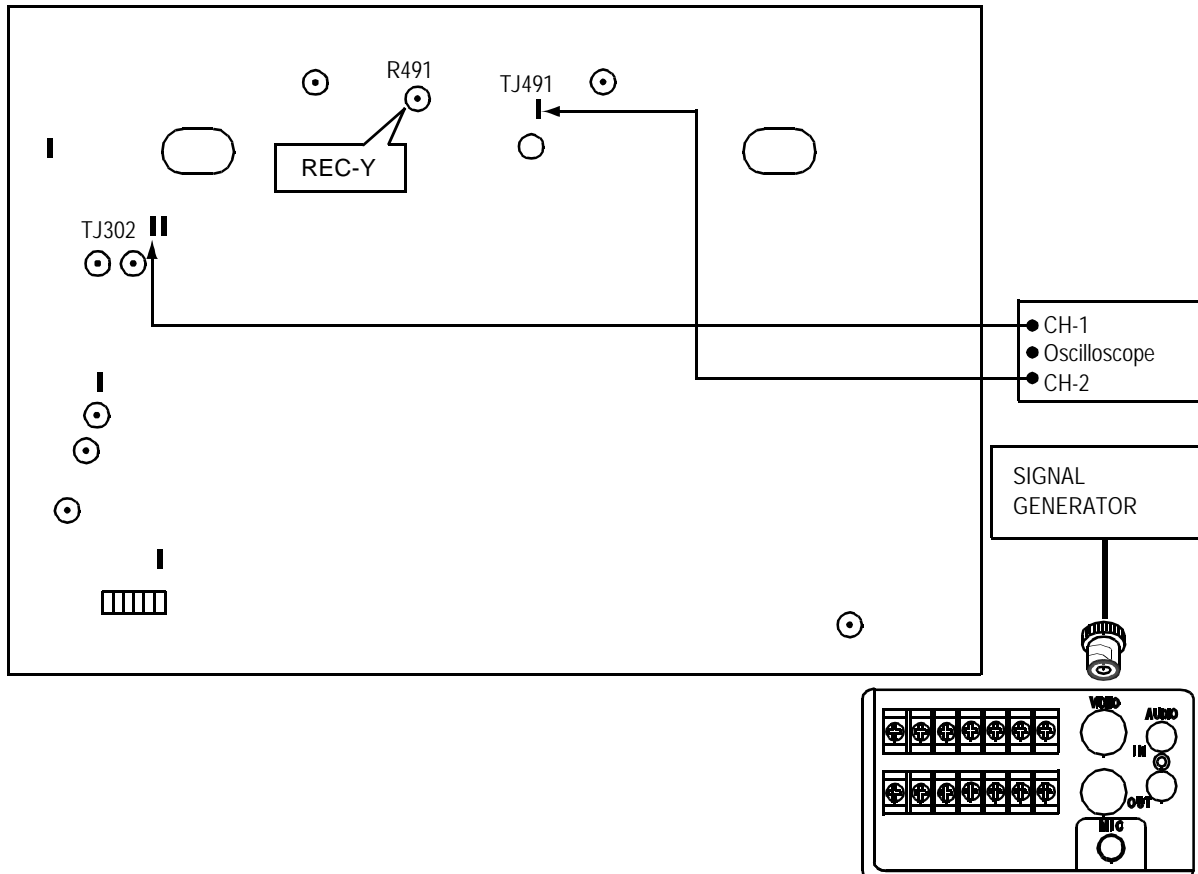 R491
TJ491
REC-Y
TJ302
CH-1
Oscilloscope
CH-2
SIGNAL
GENERATOR
VIDEO
AUDIO
IN
OUT
MIC